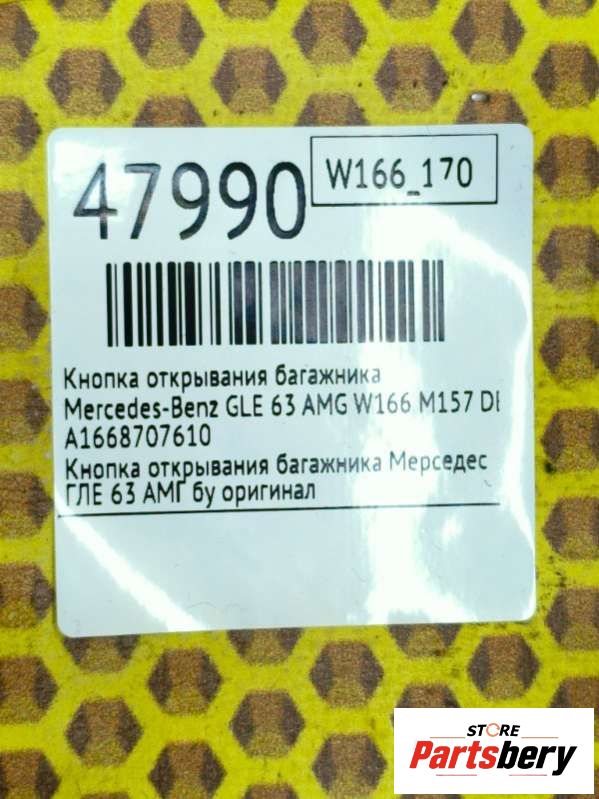 47990
W166_170
Кнопка открывания багажника
Mercedes-Benz GLE 63 AMG W166 M157 DE
A1668707610
Кнопка открывания багажника Мерседес
ГЛЕ 63 АМГ бу оригинал
STORE
Partsbery